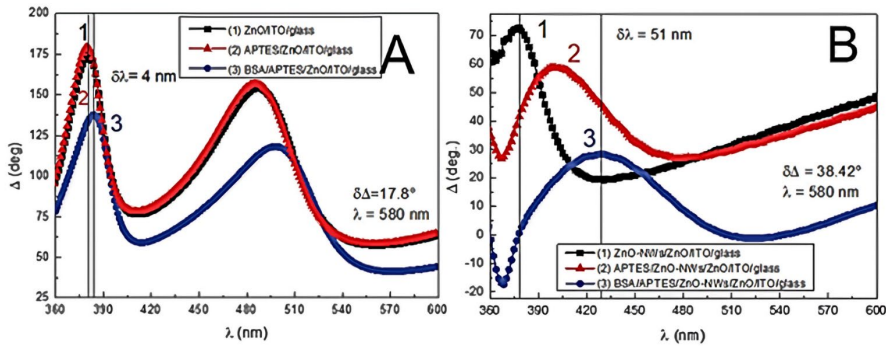 A
1
2
3
(1) ZnO/ITO/glass
(2) APTES/ZnO/ITO/glass
(3) BSA/APTES/ZnO/ITO/glass
δλ= 4 nm
δΔ=17.8°
λ = 580 nm
Δ (deg)
200
175
150
125
100
75
50
25
360 390 420 450 480 510 540 570 600
λ (nm)
B
1
2
3
δλ = 51 nm
δΔ = 38.42°
λ = 580 nm
(1) ZnO-NWs/ZnO/ITO/glass
(2) APTES/ZnO-NWs/ZnO/ITO/glass
(3) BSA/APTES/ZnO-NWs/ZnO/ITO/glass
Δ (deg.)
80
70
60
50
40
30
20
10
0
-10
-20
360 390 420 450 480 510 540 570 600
λ (nm)